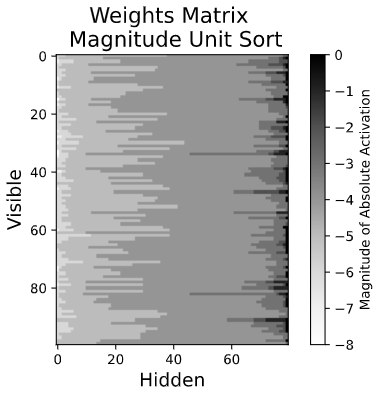 Weights Matrix
Magnitude Unit Sort
Visible
0
20
40
60
80
0 20 40 60
Hidden
0
−1
−2
−3
−4
−5
−6
−7
−8
Magnitude of Absolute Activation